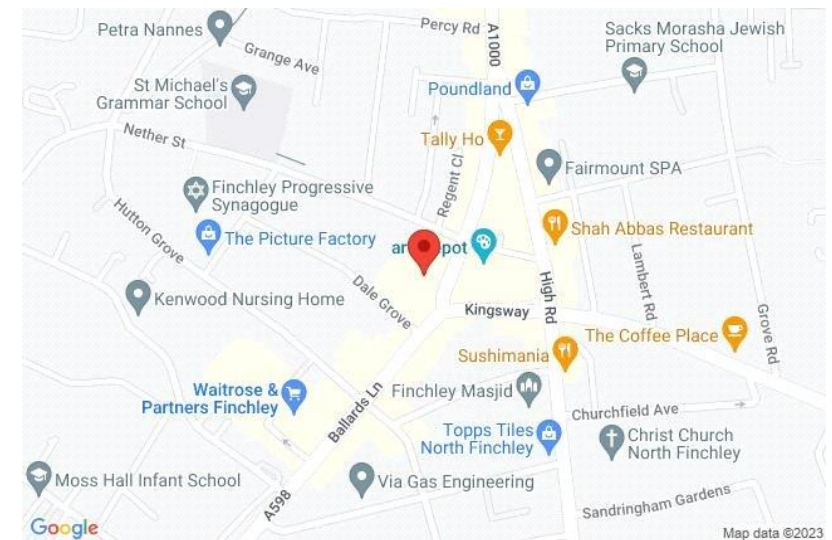 Petra Nannes
Percy Rd
A1000
Sacks Morasha Jewish
Primary School
Grange Ave
St Michael's
Grammar School
Poundland
Nether St
Tally Ho
Fairmount SPA
Regent Cl
Finchley Progressive
Synagogue
Hutton Grove
The Picture Factory
Shah Abbas Restaurant
Lambert Rd
Dale Grove
High Rd
Kenwood Nursing Home
Kingsway
Grove Rd
The Coffee Place
Sushimania
Waitrose &
Partners Finchley
Finchley Masjid
Ballards Ln
Churchfield Ave
Topps Tiles
North Finchley
Christ Church
North Finchley
Moss Hall Infant School
Via Gas Engineering
A598
Sandringham Gardens
Google
Map data ©2023